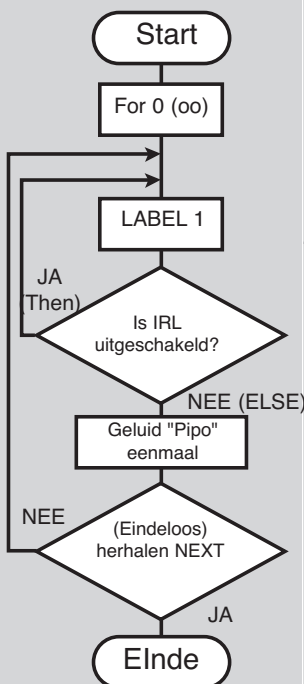 Start
For 0 (oo)
LABEL 1
JA
(Then)
Is IRL
uitgeschakeld?
NEE (ELSE)
Geluid "Pipo"
eenmaal
NEE
(Eindeloos)
herhalen NEXT
JA
EInde